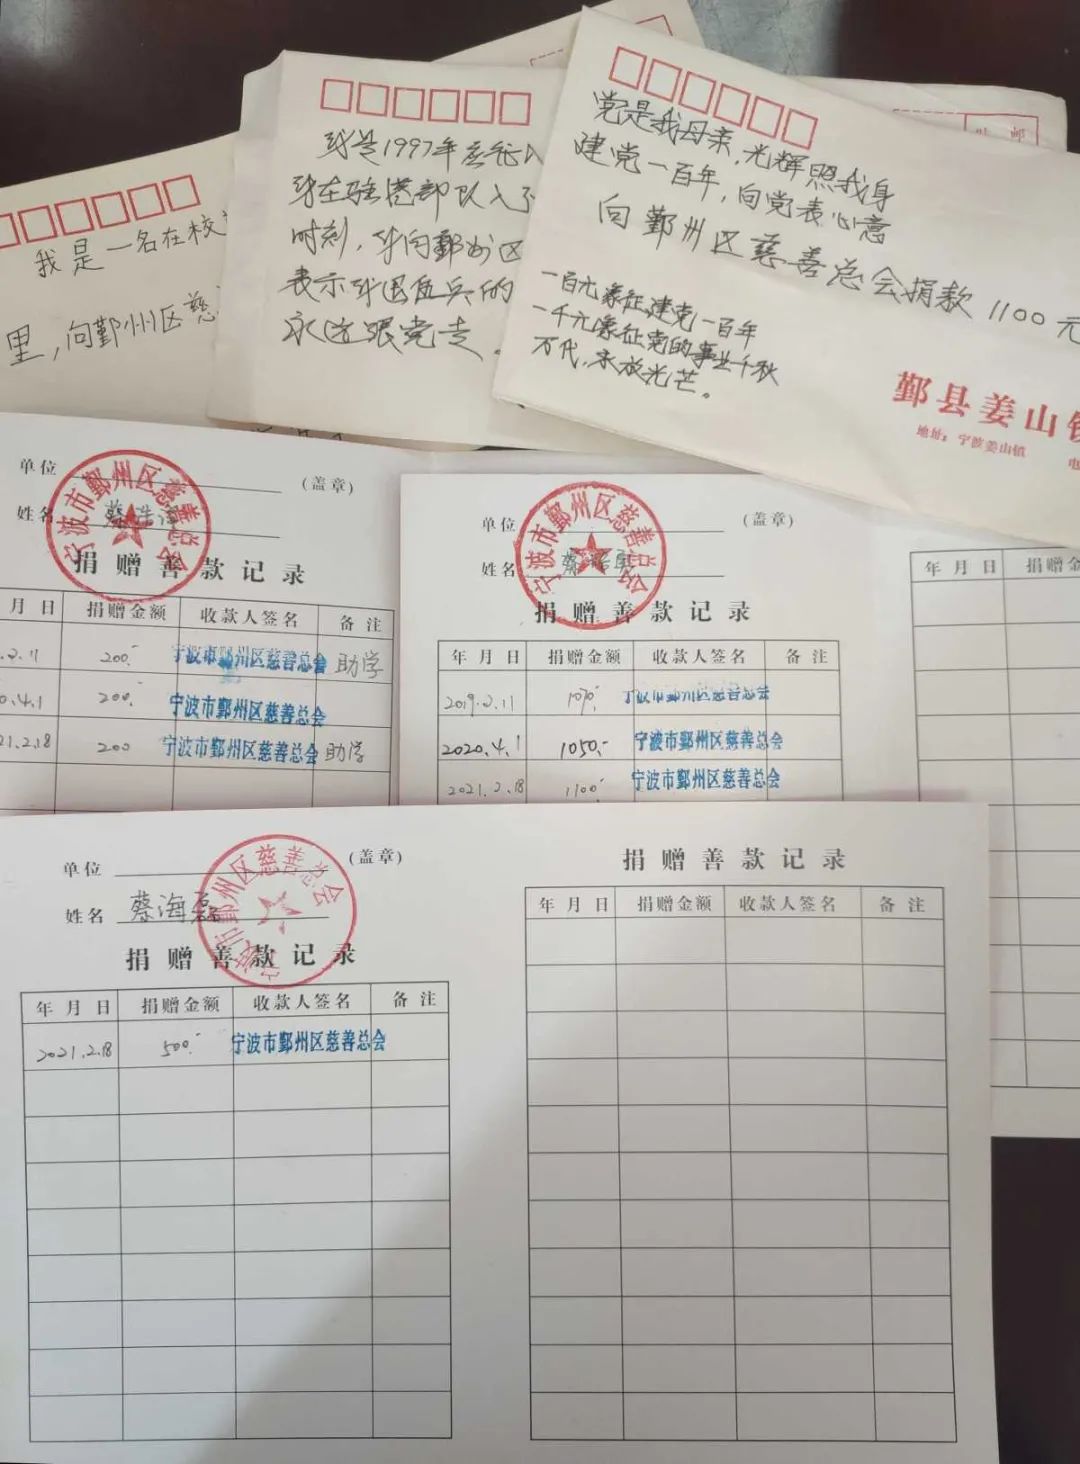 我是一名在校
里，向鄞州区慈
我是1997年应征入
我在驻港部队入了
时刻，我向鄞州区
表示我退伍兵的
永远跟党走。
党是我母亲，光辉照我身
建党一百年，向党表心意
向鄞州区慈善总会捐款1100元
一百元象征建党一百年
一千元象征党的事业千秋
万代，永放光芒。
鄞县姜山镇
地址：宁波姜山镇
电
单位 (盖章)
姓名 蔡
宁波市鄞州区慈善总会
捐赠善款记录
月 日 捐赠金额 收款人签名 备注
.2.11 200.- 宁波市鄞州区慈善总会 助学
0.4.1 200.- 宁波市鄞州区慈善总会
21.2.18 200 宁波市鄞州区慈善总会 助学
单位 (盖章)
姓名 蔡
宁波市鄞州区慈善总会
捐赠善款记录
年 月 日 捐赠金额 收款人签名 备注
2019.2.11 1070.- 宁波市鄞州区慈善总会
2020.4.1 1050.- 宁波市鄞州区慈善总会
2021.2.18 1100.- 宁波市鄞州区慈善总会
年 月 日 捐赠金
单位 (盖章)
姓名 蔡海磊
宁波市鄞州区慈善总会
捐赠善款记录
年 月 日 捐赠金额 收款人签名 备注
2021.2.18 500.- 宁波市鄞州区慈善总会
捐赠善款记录
年 月 日 捐赠金额 收款人签名 备注